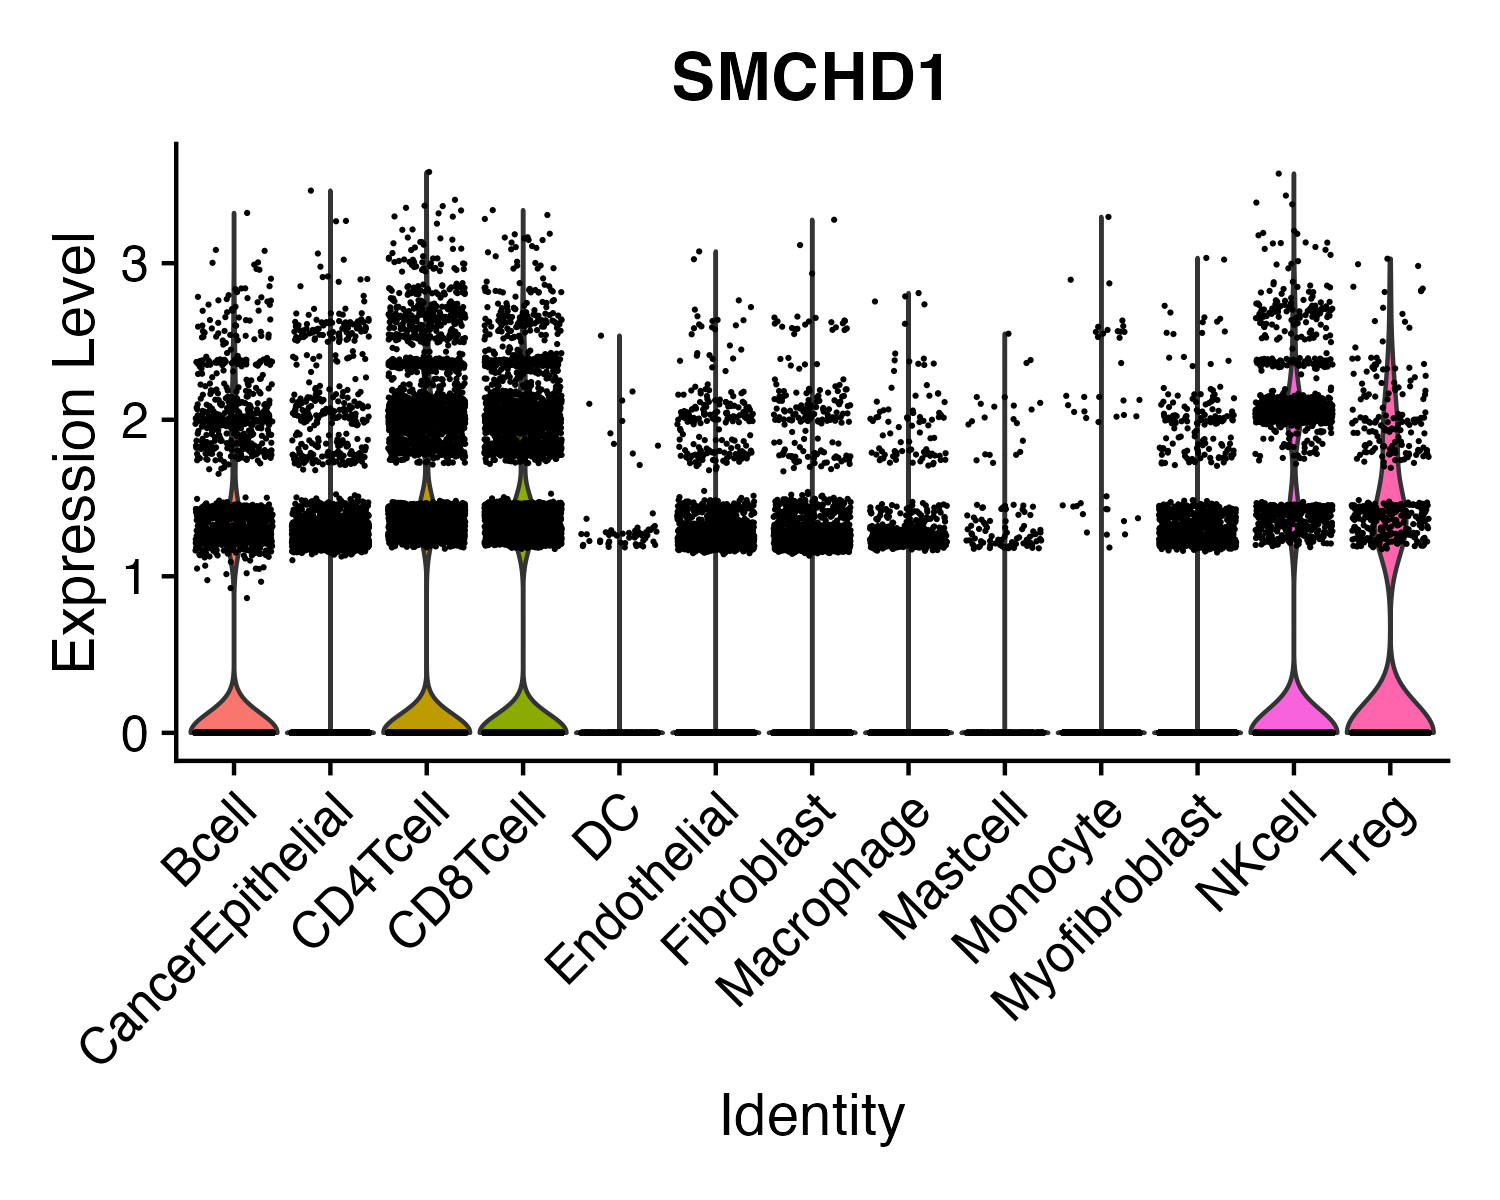 SMCHD1
Expression Level
3
2
1
0
Bcell
CancerEpithelial
CD4Tcell
CD8Tcell
DC
Endothelial
Fibroblast
Macrophage
Mastcell
Monocyte
Myofibroblast
NKcell
Treg
Identity